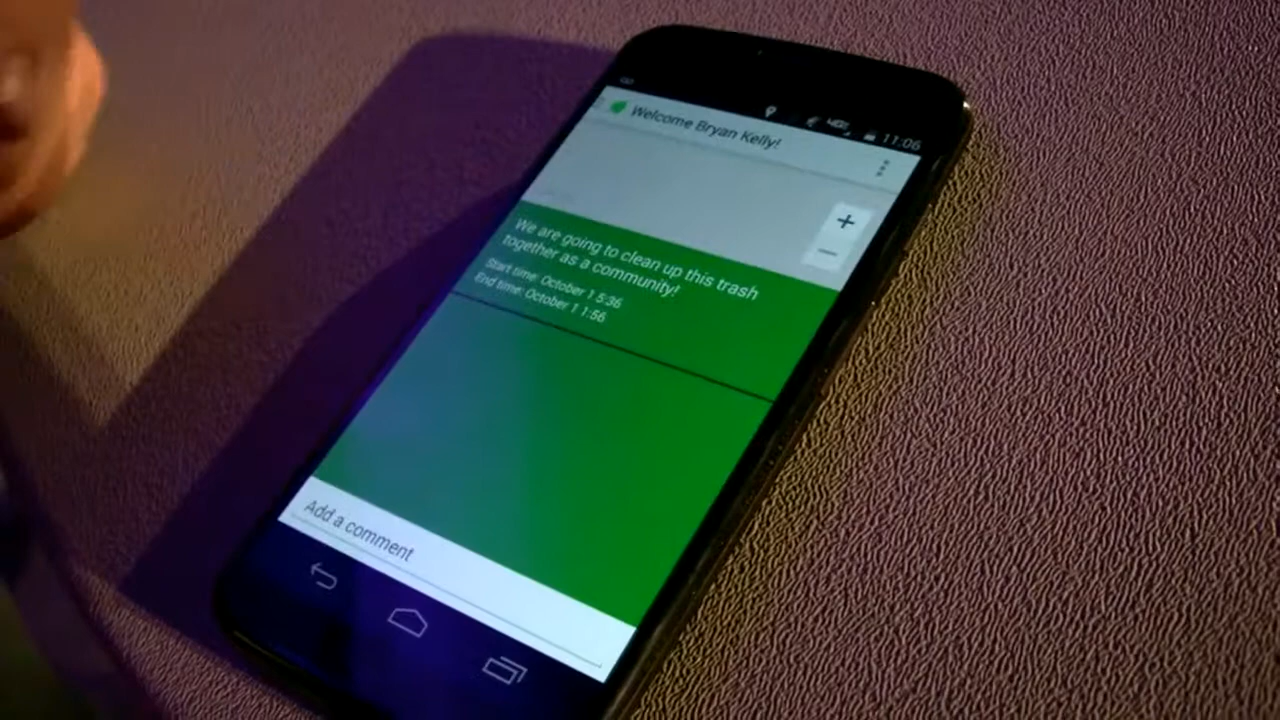 11:06
Welcome Bryan Kelly!
+
−
We are going to clean up this trash
together as a community!
Start time: October 1 5:36
End time: October 1 1:56
Add a comment